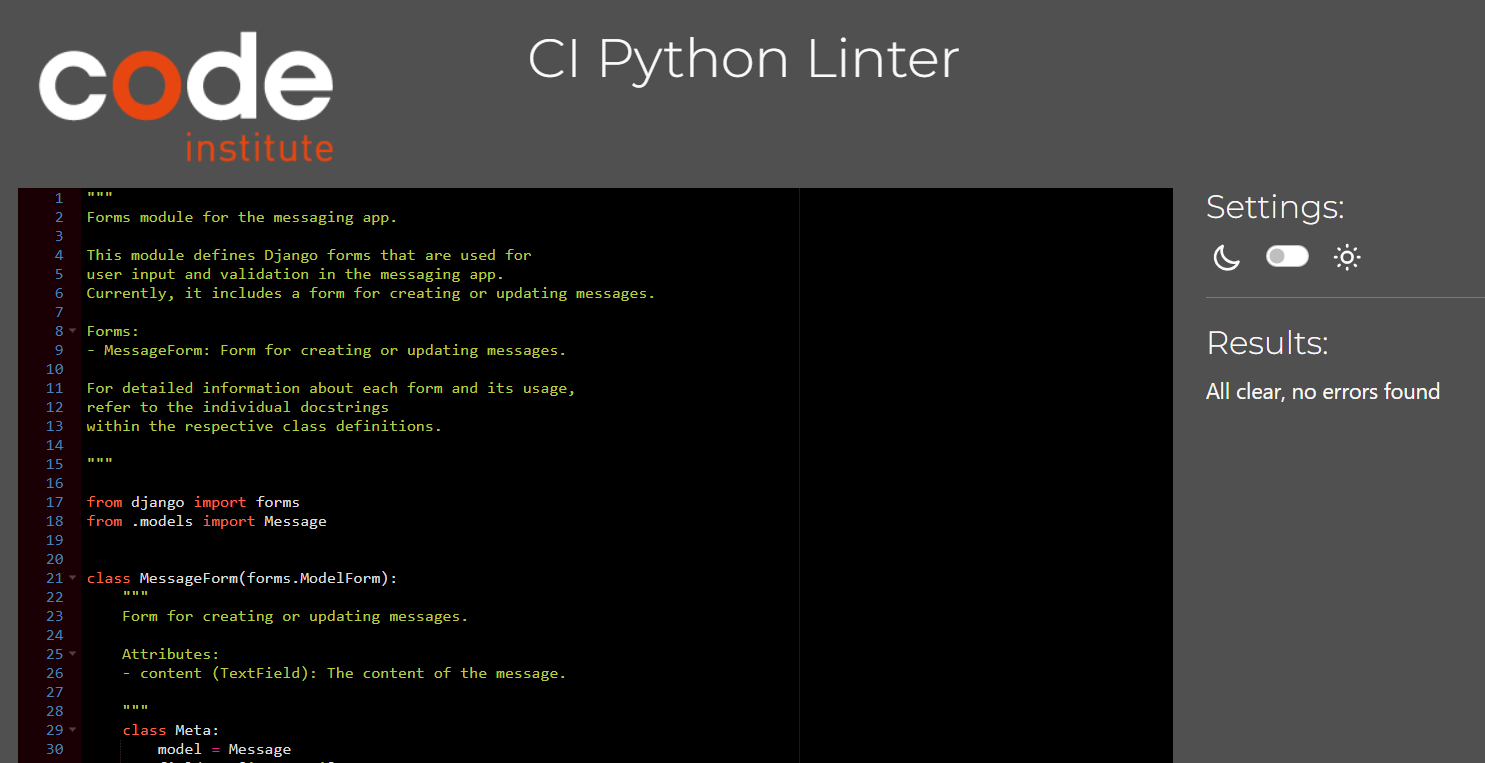 code
institute
CI Python Linter
1 """
2 Forms module for the messaging app.
3
4 This module defines Django forms that are used for
5 user input and validation in the messaging app.
6 Currently, it includes a form for creating or updating messages.
7
8 Forms:
9 - MessageForm: Form for creating or updating messages.
10
11 For detailed information about each form and its usage,
12 refer to the individual docstrings
13 within the respective class definitions.
14
15 """
16
17 from django import forms
18 from .models import Message
19
20
21 class MessageForm(forms.ModelForm):
22     """
23     Form for creating or updating messages.
24
25     Attributes:
26     - content (TextField): The content of the message.
27
28     """
29     class Meta:
30         model = Message
Settings:
Results:
All clear, no errors found